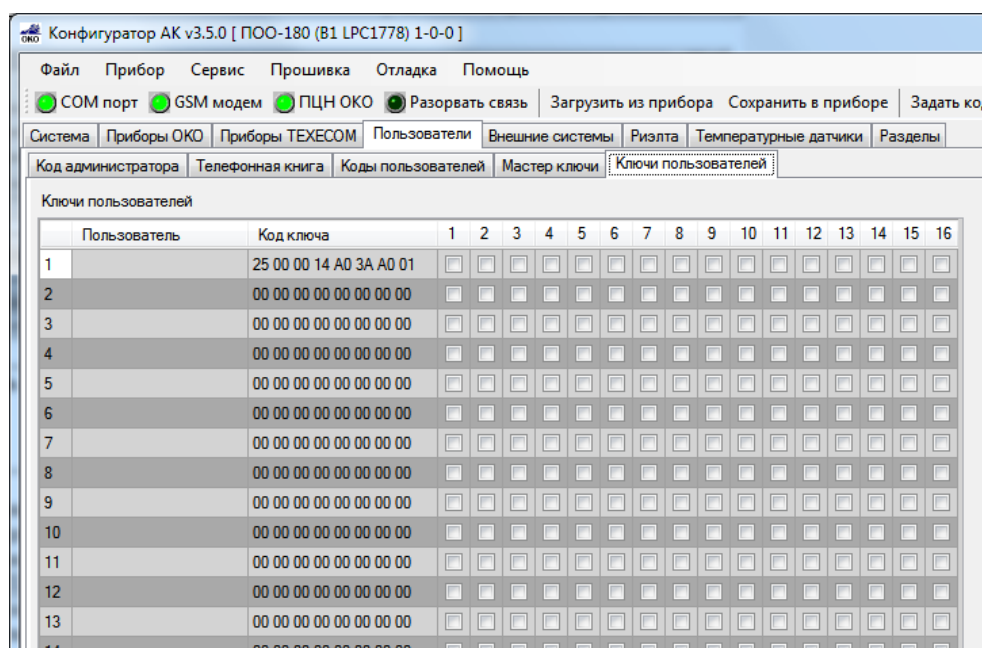 ОКО Конфигуратор АК v3.5.0 [ ПОО-180 (B1 LPC1778) 1-0-0 ]
Файл Прибор Сервис Прошивка Отладка Помощь
COM порт GSM модем ПЦН ОКО Разорвать связь Загрузить из прибора Сохранить в приборе Задать ко
Система Приборы ОКО Приборы TEXECOM Пользователи Внешние системы Риэлта Температурные датчики Разделы
Код администратора Телефонная книга Коды пользователей Мастер ключи Ключи пользователей
Ключи пользователей
Пользователь Код ключа 1 2 3 4 5 6 7 8 9 10 11 12 13 14 15 16
1 25 00 00 14 A0 3A A0 01
2 00 00 00 00 00 00 00 00
3 00 00 00 00 00 00 00 00
4 00 00 00 00 00 00 00 00
5 00 00 00 00 00 00 00 00
6 00 00 00 00 00 00 00 00
7 00 00 00 00 00 00 00 00
8 00 00 00 00 00 00 00 00
9 00 00 00 00 00 00 00 00
10 00 00 00 00 00 00 00 00
11 00 00 00 00 00 00 00 00
12 00 00 00 00 00 00 00 00
13 00 00 00 00 00 00 00 00